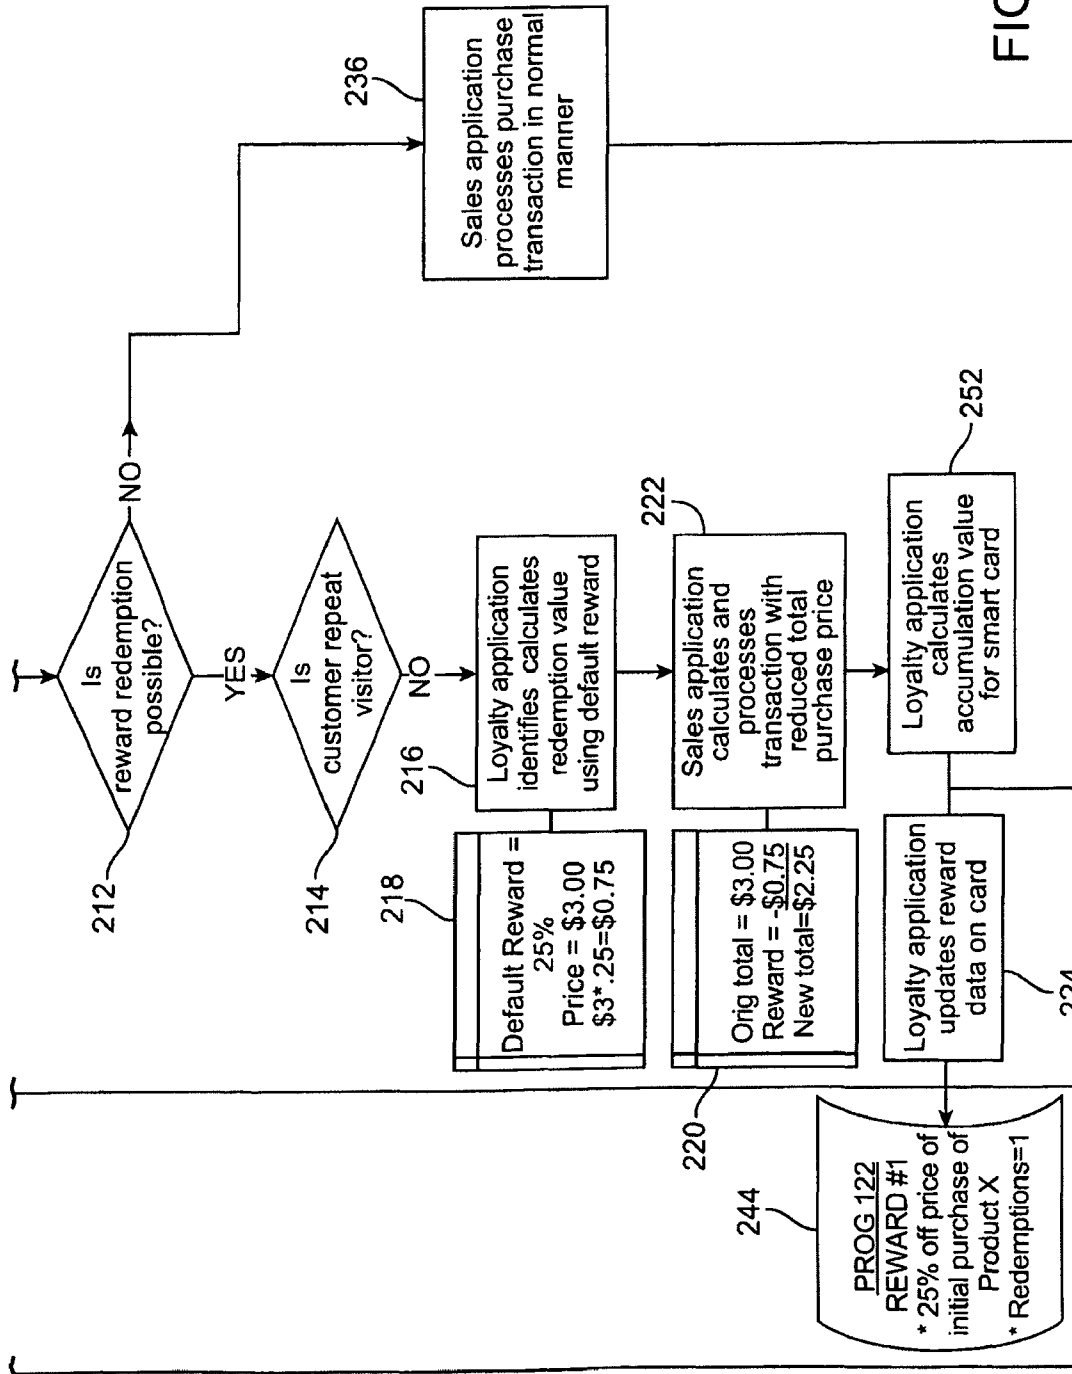 Is
reward redemption
possible?
212
NO
YES
Is
customer repeat
visitor?
214
NO
236
Sales application
processes purchase
transaction in normal
manner
216
Loyalty application
identifies calculates
redemption value
using default reward
218
Default Reward =
25%
Price = $3.00
$3*.25=$0.75
222
Sales application
calculates and
processes
transaction with
reduced total
purchase price
220
Orig total = $3.00
Reward = -$0.75
New total=$2.25
252
Loyalty application
calculates
accumulation value
for smart card
Loyalty application
updates reward
data on card
244
PROG 122
REWARD #1
* 25% off price of
initial purchase of
Product X
* Redemptions=1